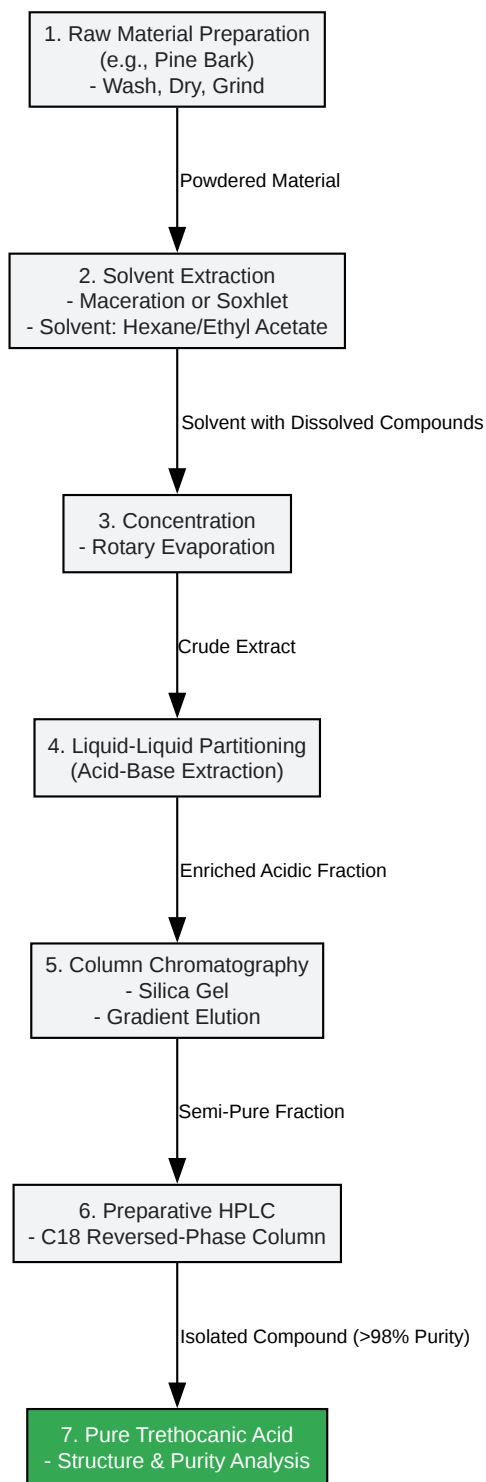 1. Raw Material Preparation
(e.g., Pine Bark)
- Wash, Dry, Grind
Powdered Material
2. Solvent Extraction
- Maceration or Soxhlet
- Solvent: Hexane/Ethyl Acetate
Solvent with Dissolved Compounds
3. Concentration
- Rotary Evaporation
Crude Extract
4. Liquid-Liquid Partitioning
(Acid-Base Extraction)
Enriched Acidic Fraction
5. Column Chromatography
- Silica Gel
- Gradient Elution
Semi-Pure Fraction
6. Preparative HPLC
- C18 Reversed-Phase Column
Isolated Compound (>98% Purity)
7. Pure Trethocanic Acid
- Structure & Purity Analysis